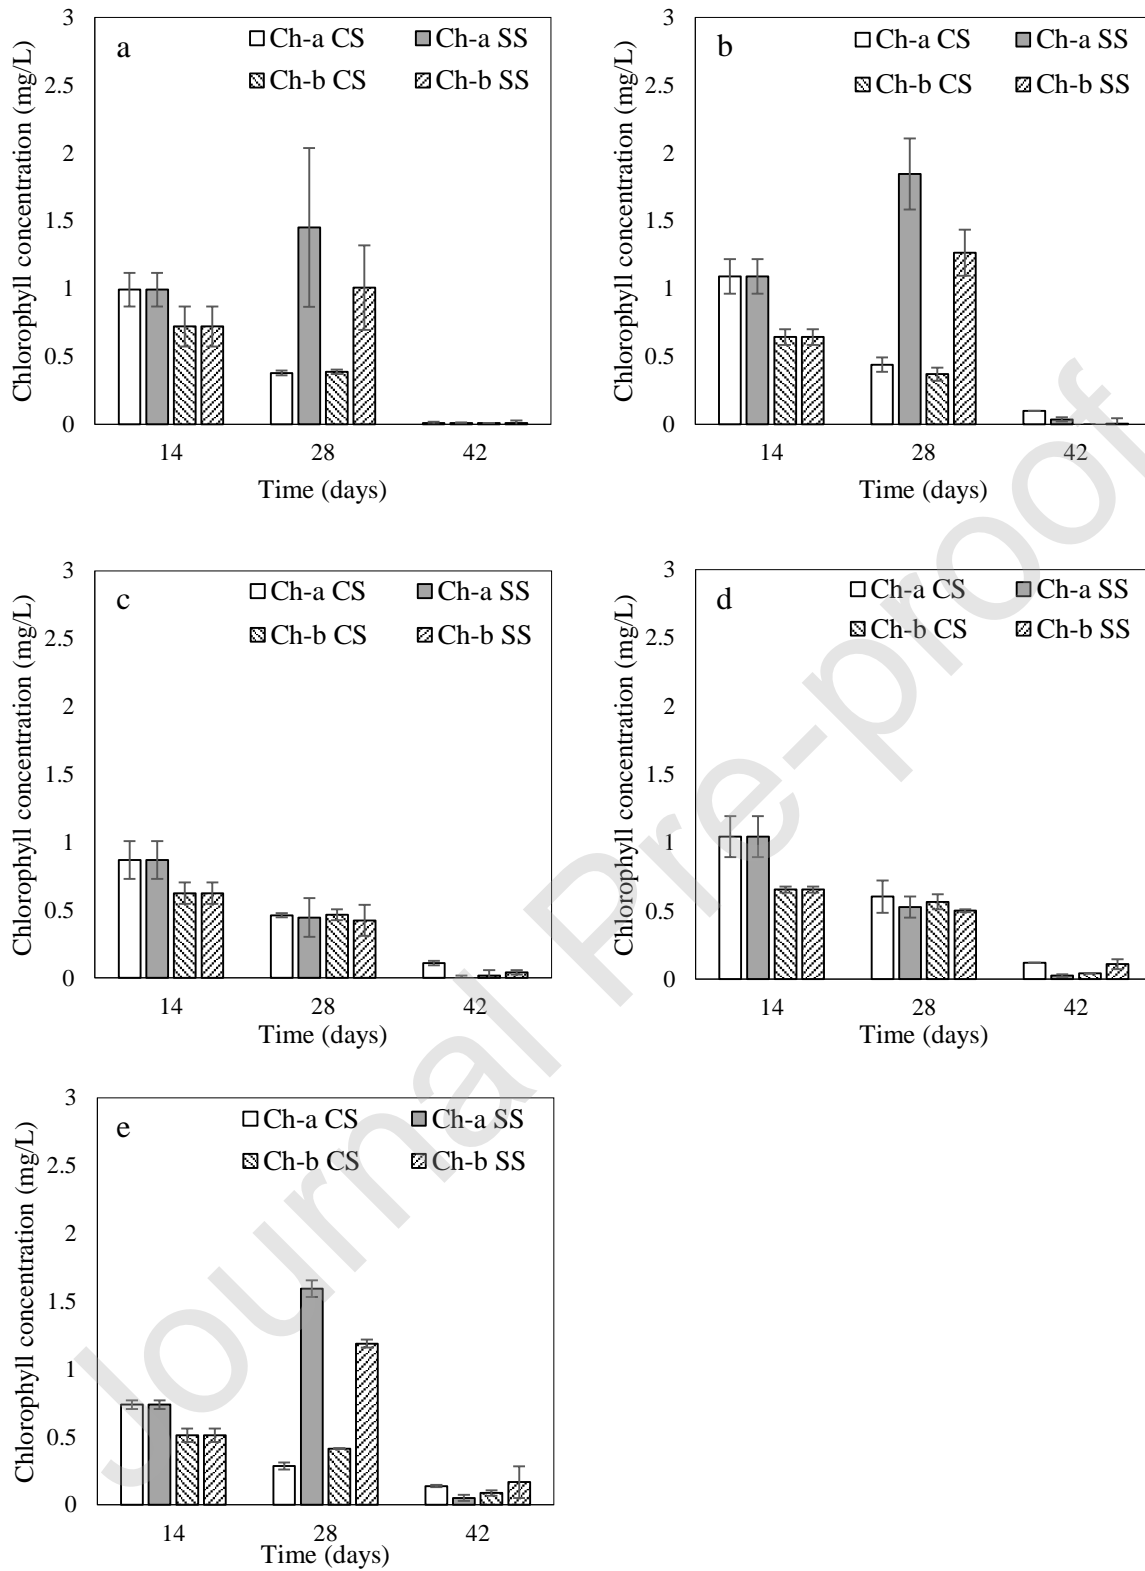 a
Ch-a CS Ch-a SS
Ch-b CS Ch-b SS
Chlorophyll concentration (mg/L)
3
2.5
2
1.5
1
0.5
0
14 28 42
Time (days)
b
Ch-a CS Ch-a SS
Ch-b CS Ch-b SS
Chlorophyll concentration (mg/L)
3
2.5
2
1.5
1
0.5
0
14 28 42
Time (days)
c
Ch-a CS Ch-a SS
Ch-b CS Ch-b SS
Chlorophyll concentration (mg/L)
3
2.5
2
1.5
1
0.5
0
14 28 42
Time (days)
d
Ch-a CS Ch-a SS
Ch-b CS Ch-b SS
Chlorophyll concentration (mg/L)
3
2.5
2
1.5
1
0.5
0
14 28 42
Time (days)
e
Ch-a CS Ch-a SS
Ch-b CS Ch-b SS
Chlorophyll concentration (mg/L)
3
2.5
2
1.5
1
0.5
0
14 28 42
Time (days)
Journal Pre-proof